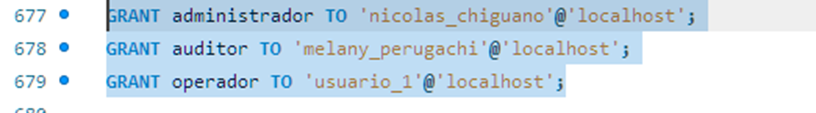 677 GRANT administrador TO 'nicolas_chiguano'@'localhost';
678 GRANT auditor TO 'melany_perugachi'@'localhost';
679 GRANT operador TO 'usuario_1'@'localhost';